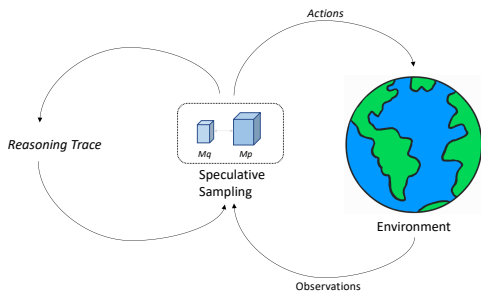 Actions
Reasoning Trace
Mq
Mp
Speculative
Sampling
Environment
Observations